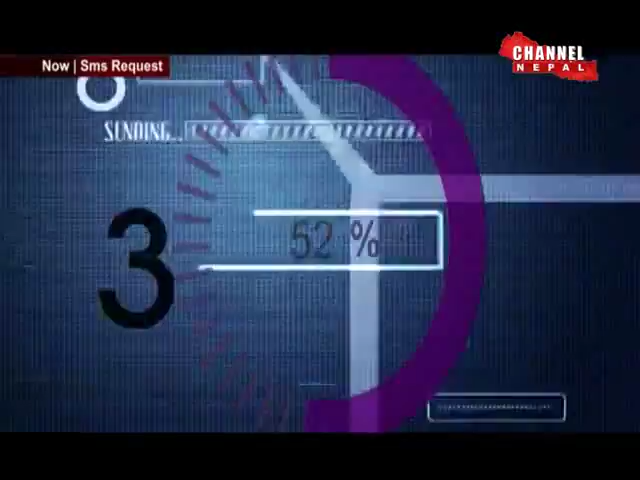 CHANNEL
NEPAL
Now | Sms Request
SENDING..
52 %
3